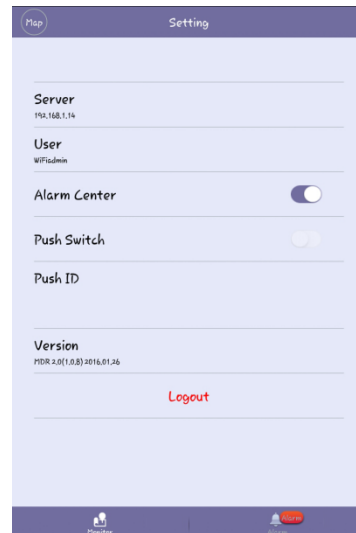 Map
Setting
Server
192.168.1.14
User
WiFiadmin
Alarm Center
Push Switch
Push ID
Version
MDR 2.0(1.0.8) 2016.01.26
Logout
Monitor
Alarm
Alarm